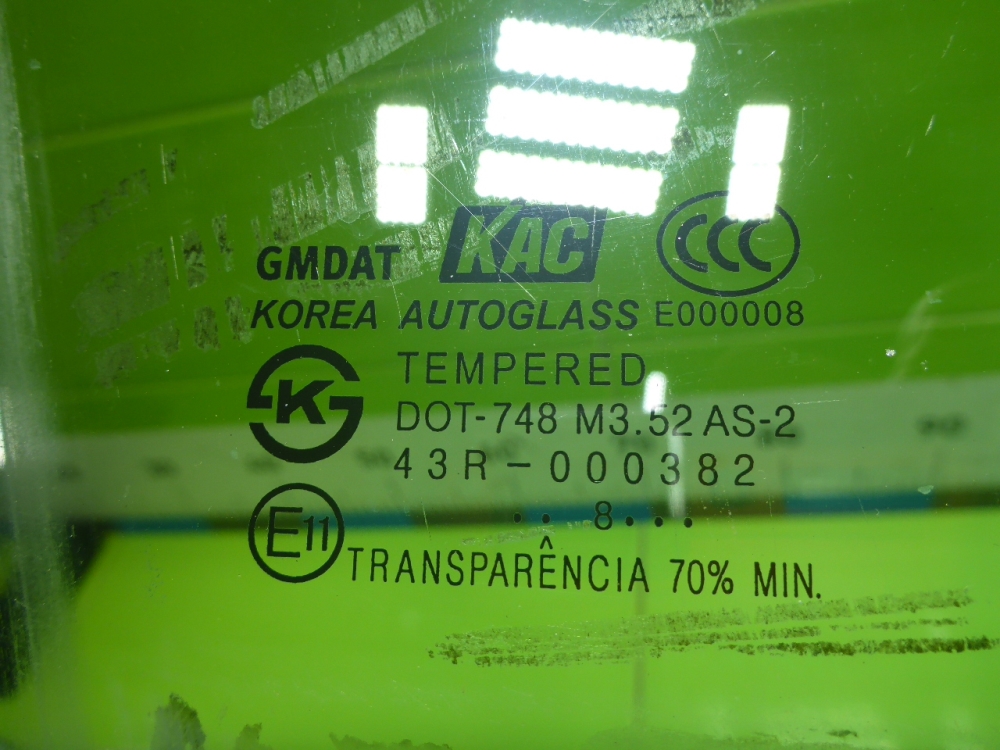 GMDAT KAC CCC
KOREA AUTOGLASS E000008
TEMPERED
K
DOT-748 M3.52 AS-2
43R-000382
E11
.. 8...
TRANSPARÊNCIA 70% MIN.